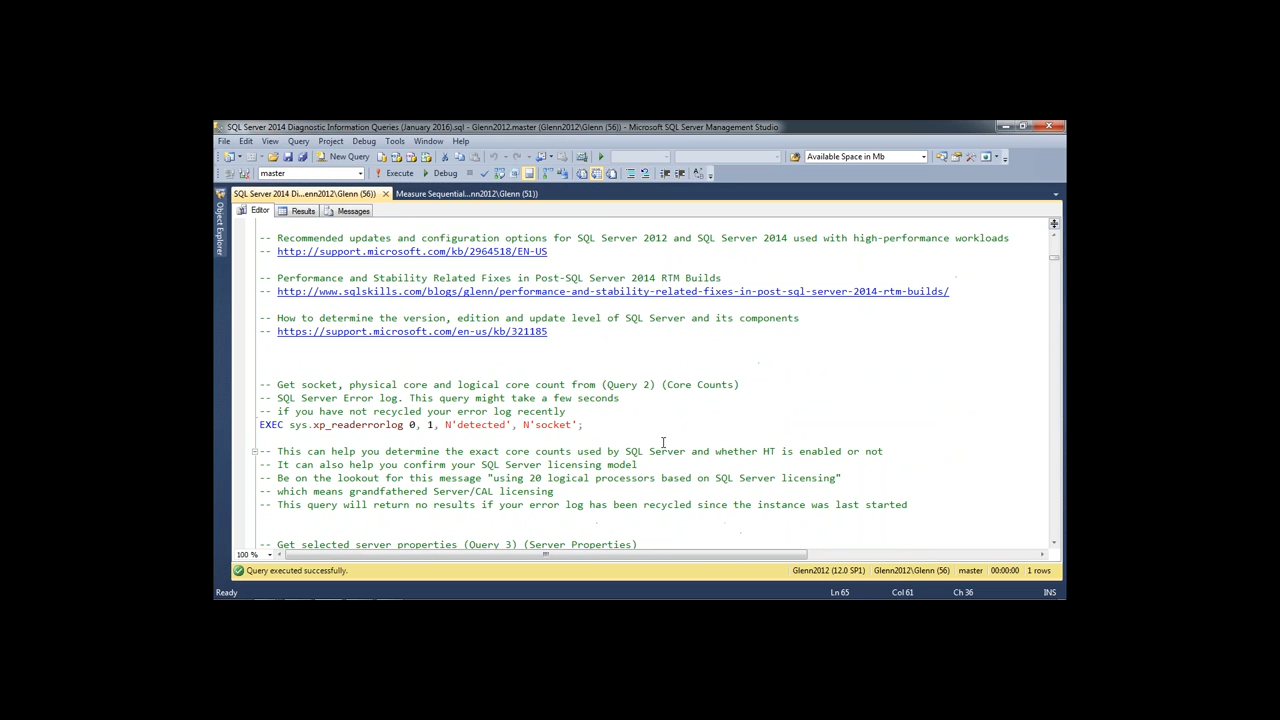 SQL Server 2014 Diagnostic Information Queries (January 2016).sql - Glenn2012.master (Glenn2012\Glenn (56)) - Microsoft SQL Server Management Studio
File Edit View Query Project Debug Tools Window Help
New Query Available Space in Mb
master Execute Debug
SQL Server 2014 Di...enn2012\Glenn (56)) Measure Sequential...nn2012\Glenn (51))
Object Explorer
Editor Results Messages
-- Recommended updates and configuration options for SQL Server 2012 and SQL Server 2014 used with high-performance workloads
-- http://support.microsoft.com/kb/2964518/EN-US
-- Performance and Stability Related Fixes in Post-SQL Server 2014 RTM Builds
-- http://www.sqlskills.com/blogs/glenn/performance-and-stability-related-fixes-in-post-sql-server-2014-rtm-builds/
-- How to determine the version, edition and update level of SQL Server and its components
-- https://support.microsoft.com/en-us/kb/321185
-- Get socket, physical core and logical core count from (Query 2) (Core Counts)
-- SQL Server Error log. This query might take a few seconds
-- if you have not recycled your error log recently
EXEC sys.xp_readerrorlog 0, 1, N'detected', N'socket';
-- This can help you determine the exact core counts used by SQL Server and whether HT is enabled or not
-- It can also help you confirm your SQL Server licensing model
-- Be on the lookout for this message "using 20 logical processors based on SQL Server licensing"
-- which means grandfathered Server/CAL licensing
-- This query will return no results if your error log has been recycled since the instance was last started
-- Get selected server properties (Query 3) (Server Properties)
100 %
Query executed successfully. Glenn2012 (12.0 SP1) Glenn2012\Glenn (56) master 00:00:00 1 rows
Ready Ln 65 Col 61 Ch 36 INS